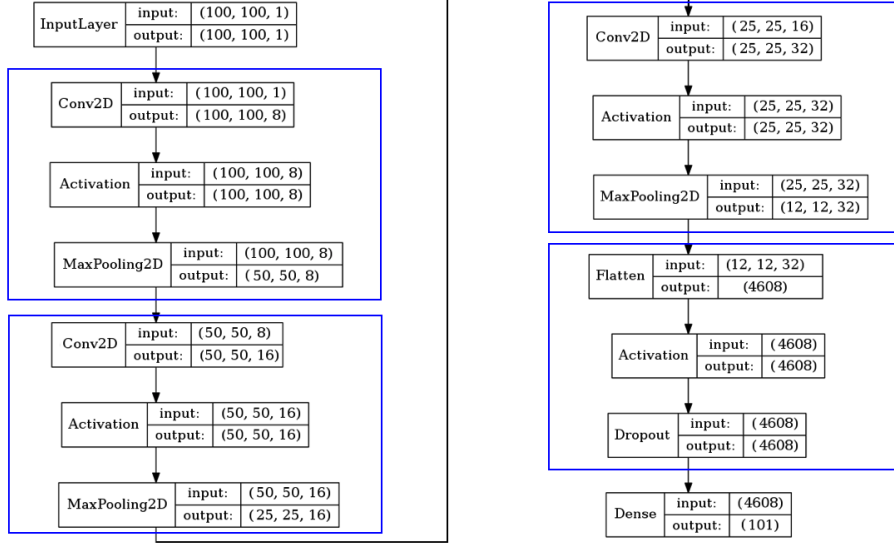 InputLayer input: (100, 100, 1)
output: (100, 100, 1)
Conv2D input: (100, 100, 1)
output: (100, 100, 8)
Activation input: (100, 100, 8)
output: (100, 100, 8)
MaxPooling2D input: (100, 100, 8)
output: (50, 50, 8)
Conv2D input: (50, 50, 8)
output: (50, 50, 16)
Activation input: (50, 50, 16)
output: (50, 50, 16)
MaxPooling2D input: (50, 50, 16)
output: (25, 25, 16)
Conv2D input: (25, 25, 16)
output: (25, 25, 32)
Activation input: (25, 25, 32)
output: (25, 25, 32)
MaxPooling2D input: (25, 25, 32)
output: (12, 12, 32)
Flatten input: (12, 12, 32)
output: (4608)
Activation input: (4608)
output: (4608)
Dropout input: (4608)
output: (4608)
Dense input: (4608)
output: (101)